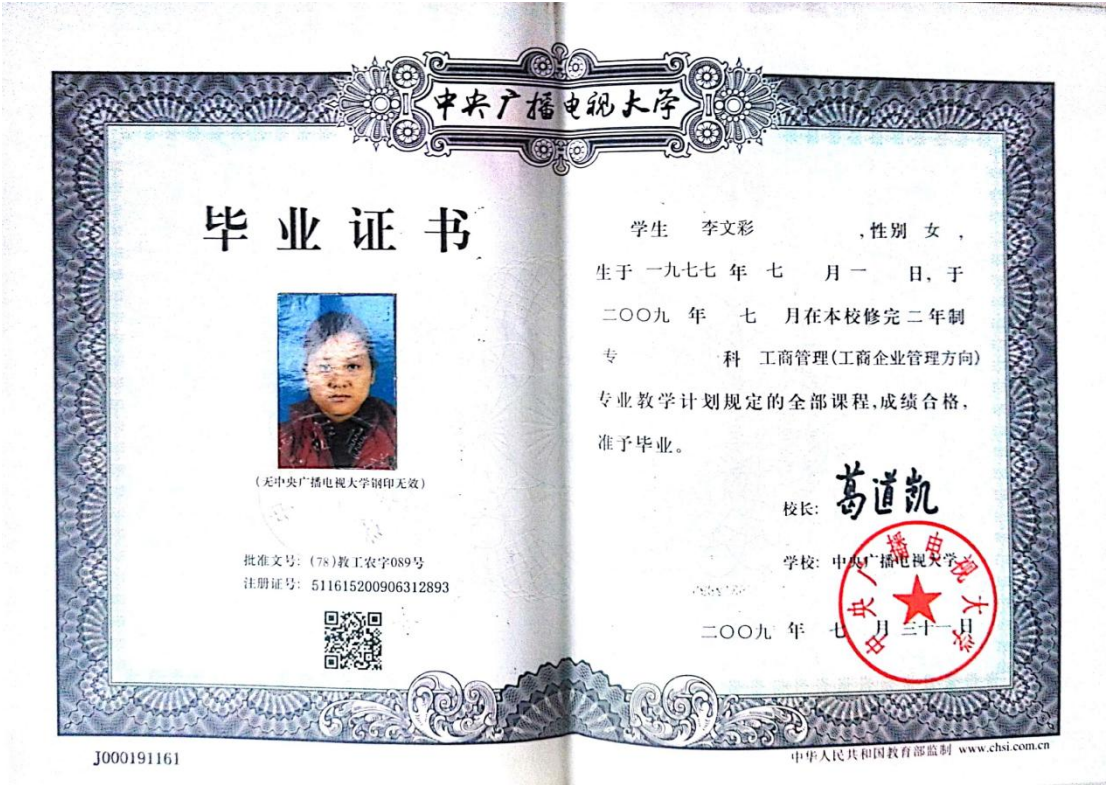 中央广播电视大学
毕业证书
(无中央广播电视大学钢印无效)
批准文号: (78)教工农字089号
注册证号: 511615200906312893
J000191161
学生 李文彩 ,性别 女 ,
生于 一九七七 年 七 月 一 日, 于
二〇〇九 年 七 月在本校修完 二 年制
专 科 工商管理(工商企业管理方向)
专业教学计划规定的全部课程,成绩合格,
准予毕业。
校长: 葛道凯
学校: 中央广播电视大学
中央广播电视大学
二〇〇九 年 七 月 三十一 日
中华人民共和国教育部监制 www.chsi.com.cn